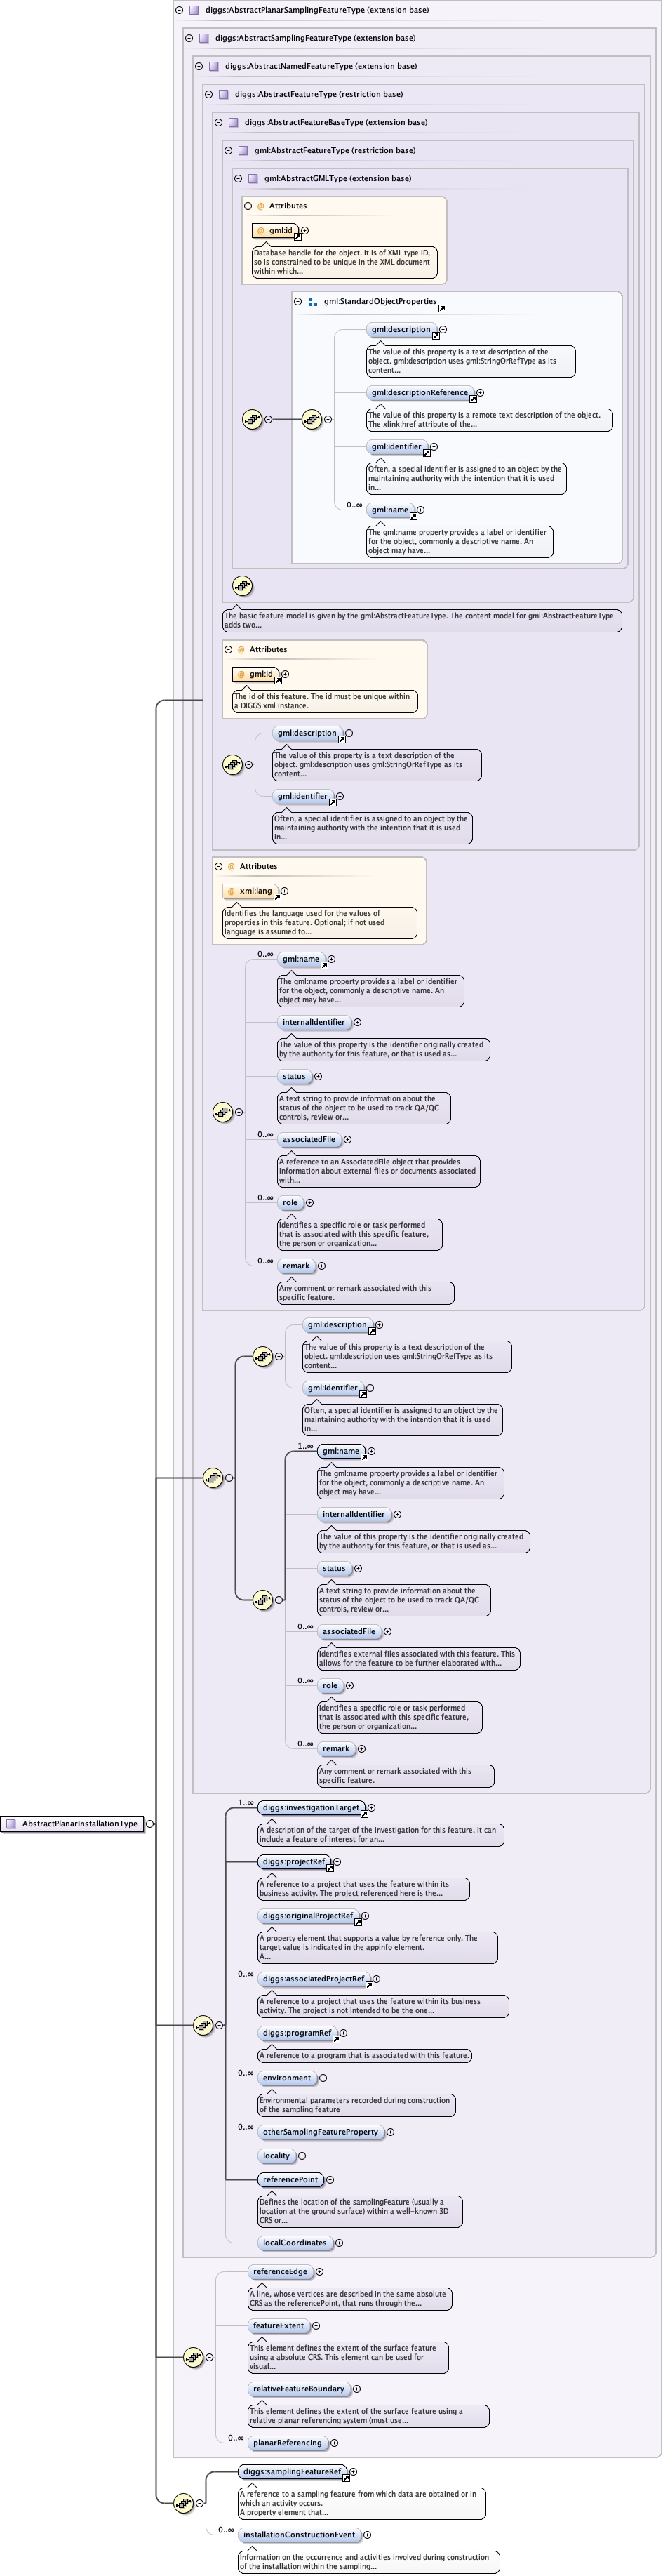 diggs:AbstractPlanarSamplingFeatureType (extension base)
diggs:AbstractSamplingFeatureType (extension base)
diggs:AbstractNamedFeatureType (extension base)
diggs:AbstractFeatureType (restriction base)
diggs:AbstractFeatureBaseType (extension base)
gml:AbstractFeatureType (restriction base)
gml:AbstractGMLType (extension base)
@ Attributes
@ gml:id
Database handle for the object. It is of XML type ID,
so is constrained to be unique in the XML document
within which...
gml:StandardObjectProperties
gml:description
The value of this property is a text description of the
object. gml:description uses gml:StringOrRefType as its
content...
gml:descriptionReference
The value of this property is a remote text description of the object.
The xlink:href attribute of the...
gml:identifier
Often, a special identifier is assigned to an object by the
maintaining authority with the intention that it is used
in...
0..∞
gml:name
The gml:name property provides a label or identifier
for the object, commonly a descriptive name. An
object may have...
The basic feature model is given by the gml:AbstractFeatureType. The content model for gml:AbstractFeatureType
adds two...
@ Attributes
@ gml:id
The id of this feature. The id must be unique within
a DIGGS xml instance.
gml:description
The value of this property is a text description of the
object. gml:description uses gml:StringOrRefType as its
content...
gml:identifier
Often, a special identifier is assigned to an object by the
maintaining authority with the intention that it is used
in...
@ Attributes
@ xml:lang
Identifies the language used for the values of
properties in this feature. Optional; if not used
language is assumed to...
0..∞
gml:name
The gml:name property provides a label or identifier
for the object, commonly a descriptive name. An
object may have...
internalIdentifier
The value of this property is the identifier originally created
by the authority for this feature, or that is used as...
status
A text string to provide information about the
status of the object to be used to track QA/QC
controls, review or...
0..∞
associatedFile
A reference to an AssociatedFile object that provides
information about external files or documents associated
with...
0..∞
role
Identifies a specific role or task performed
that is associated with this specific feature,
the person or organization...
0..∞
remark
Any comment or remark associated with this
specific feature.
gml:description
The value of this property is a text description of the
object. gml:description uses gml:StringOrRefType as its
content...
gml:identifier
Often, a special identifier is assigned to an object by the
maintaining authority with the intention that it is used
in...
1..∞
gml:name
The gml:name property provides a label or identifier
for the object, commonly a descriptive name. An
object may have...
internalIdentifier
The value of this property is the identifier originally created
by the authority for this feature, or that is used as...
status
A text string to provide information about the
status of the object to be used to track QA/QC
controls, review or...
0..∞
associatedFile
Identifies external files associated with this feature. This
allows for the feature to be further elaborated with...
0..∞
role
Identifies a specific role or task performed
that is associated with this specific feature,
the person or organization...
0..∞
remark
Any comment or remark associated with this
specific feature.
AbstractPlanarInstallationType
1..∞
diggs:investigationTarget
A description of the target of the investigation for this feature. It can
include a feature of interest for an...
diggs:projectRef
A reference to a project that uses the feature within its
business activity. The project referenced here is the...
diggs:originalProjectRef
A property element that supports a value by reference only. The
target value is indicated in the appinfo element.
A...
0..∞
diggs:associatedProjectRef
A reference to a project that uses the feature within its business
activity. The project is not intended to be the one...
diggs:programRef
A reference to a program that is associated with this feature.
0..∞
environment
Environmental parameters recorded during construction
of the sampling feature
0..∞
otherSamplingFeatureProperty
locality
referencePoint
Defines the location of the samplingFeature (usually a
location at the ground surface) within a well-known 3D
CRS or...
localCoordinates
referenceEdge
A line, whose vertices are described in the same absolute
CRS as the referencePoint, that runs through the...
featureExtent
This element defines the extent of the surface feature
using a absolute CRS. This element can be used for
visual...
relativeFeatureBoundary
This element defines the extent of the surface feature using a
relative planar referencing system (must use...
0..∞
planarReferencing
diggs:samplingFeatureRef
A reference to a sampling feature from which data are obtained or in
which an activity occurs.
A property element that...
0..∞
installationConstructionEvent
Information on the occurrence and activities involved during construction
of the installation within the sampling...